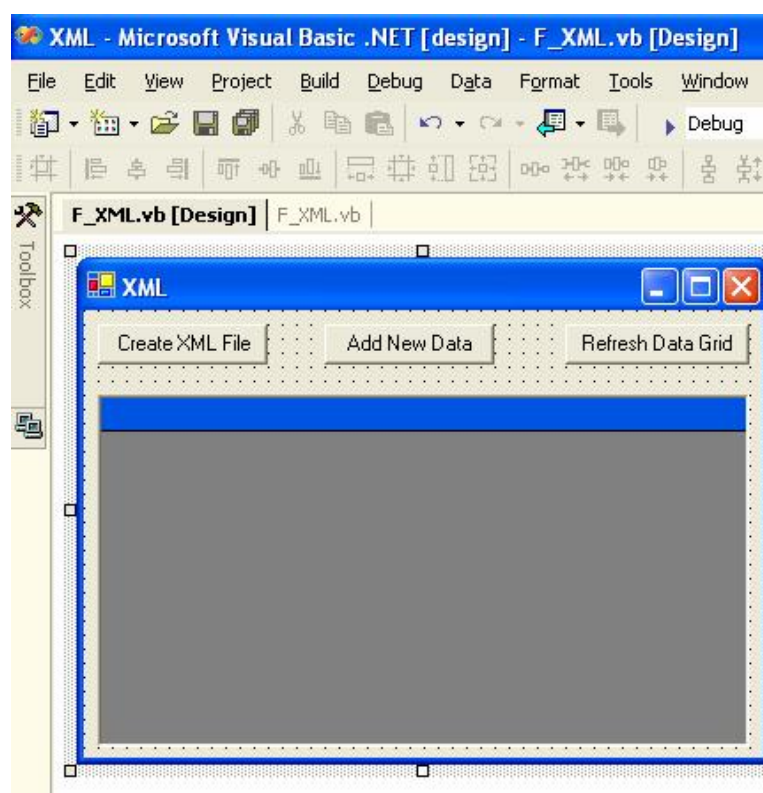 XML - Microsoft Visual Basic .NET [design] - F_XML.vb [Design]
File Edit View Project Build Debug Data Format Tools Window
Debug
F_XML.vb [Design] F_XML.vb
Toolbox
XML
Create XML File Add New Data Refresh Data Grid